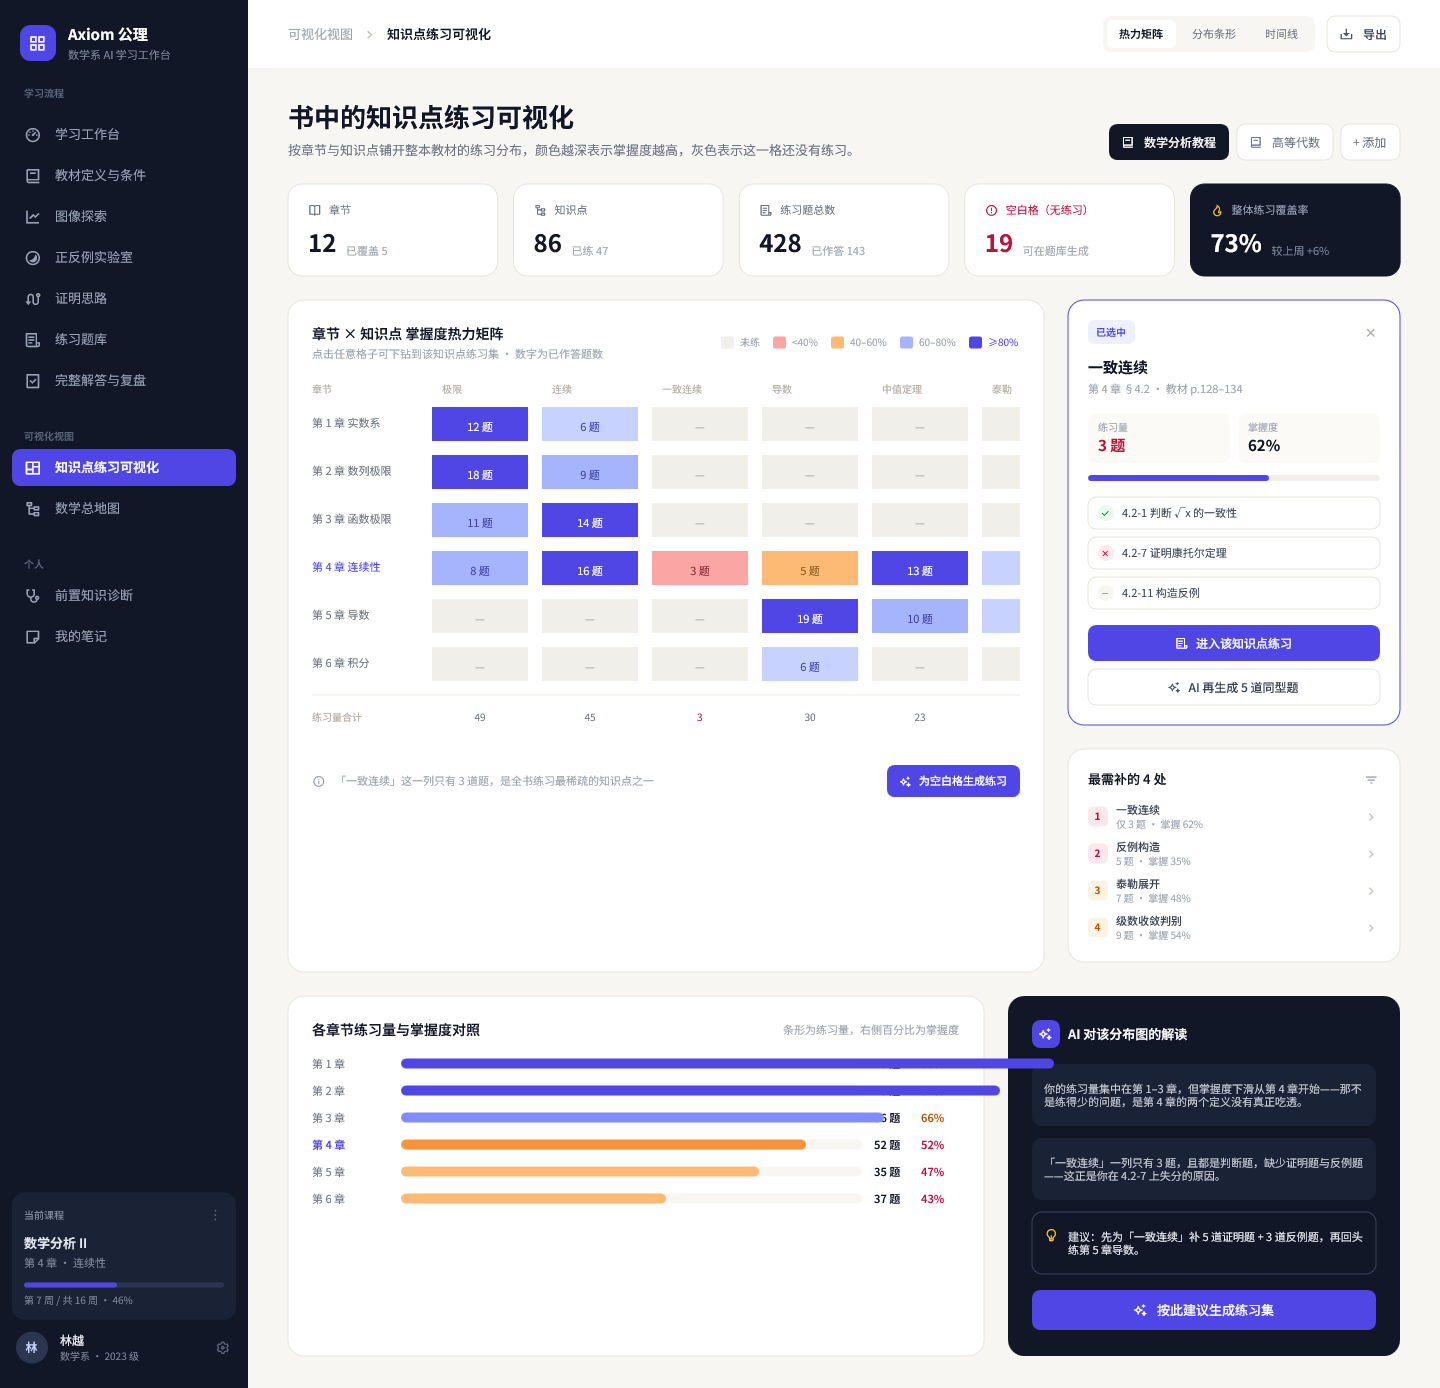 Axiom 公理
数学系 AI 学习工作台
学习流程
学习工作台
教材定义与条件
图像探索
正反例实验室
证明思路
练习题库
完整解答与复盘
可视化视图
知识点练习可视化
数学总地图
个人
前置知识诊断
我的笔记
当前课程
数学分析 II
第 4 章 · 连续性
第 7 周 / 共 16 周 · 46%
林
林越
数学系 · 2023 级
可视化视图
知识点练习可视化
热力矩阵
分布条形
时间线
导出
书中的知识点练习可视化
按章节与知识点铺开整本教材的练习分布，颜色越深表示掌握度越高，灰色表示这一格还没有练习。
数学分析教程
高等代数
+ 添加
章节
12 已覆盖 5
知识点
86 已练 47
练习题总数
428 已作答 143
空白格（无练习）
19 可在题库生成
整体练习覆盖率
73% 较上周 +6%
章节 × 知识点 掌握度热力矩阵
点击任意格子可下钻到该知识点练习集 · 数字为已作答题数
未练 <40% 40–60% 60–80% ≥80%
章节 极限 连续 一致连续 导数 中值定理 泰勒
第 1 章 实数系 12 题 6 题 — — —
第 2 章 数列极限 18 题 9 题 — — —
第 3 章 函数极限 11 题 14 题 — — —
第 4 章 连续性 8 题 16 题 3 题 5 题 13 题
第 5 章 导数 — — — 19 题 10 题
第 6 章 积分 — — — 6 题 —
练习量合计 49 45 3 30 23
「一致连续」这一列只有 3 道题，是全书练习最稀疏的知识点之一
为空白格生成练习
已选中
一致连续
第 4 章 §4.2 · 教材 p.128–134
练习量
3 题
掌握度
62%
4.2-1 判断 √x 的一致性
4.2-7 证明康托尔定理
4.2-11 构造反例
进入该知识点练习
AI 再生成 5 道同型题
最需补的 4 处
1 一致连续
仅 3 题 · 掌握 62%
2 反例构造
5 题 · 掌握 35%
3 泰勒展开
7 题 · 掌握 48%
4 级数收敛判别
9 题 · 掌握 54%
各章节练习量与掌握度对照
条形为练习量，右侧百分比为掌握度
第 1 章
第 2 章
第 3 章 题 66%
第 4 章 52 题 52%
第 5 章 35 题 47%
第 6 章 37 题 43%
AI 对该分布图的解读
你的练习量集中在第 1–3 章，但掌握度下滑从第 4 章开始——那不
是练得少的问题，是第 4 章的两个定义没有真正吃透。
「一致连续」一列只有 3 题，且都是判断题，缺少证明题与反例题
——这正是你在 4.2-7 上失分的原因。
建议：先为「一致连续」补 5 道证明题 + 3 道反例题，再回头
练第 5 章导数。
按此建议生成练习集